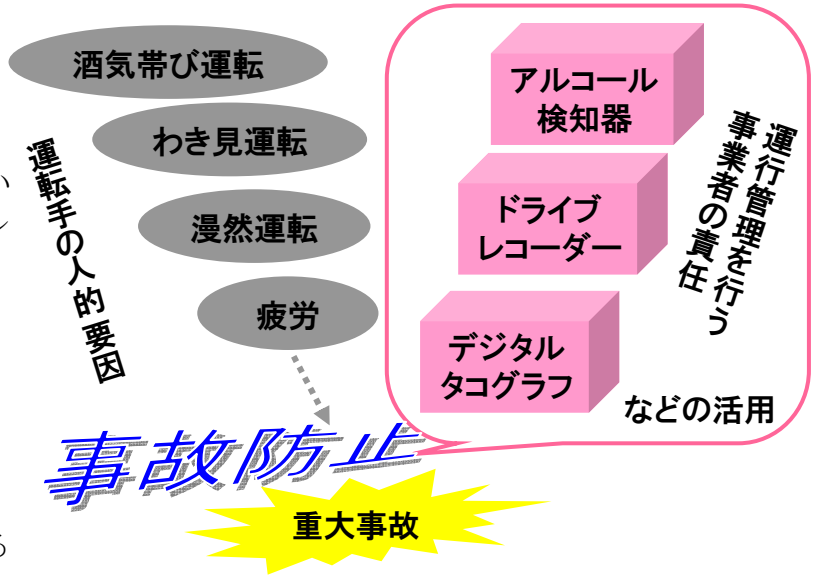 酒気帯び運転
わき見運転
漫然運転
疲労
運転手の人的要因
アルコール
検知器
ドライブ
レコーダー
デジタル
タコグラフ
運行管理を行う
事業者の責任
などの活用
事故防止
重大事故
い
る